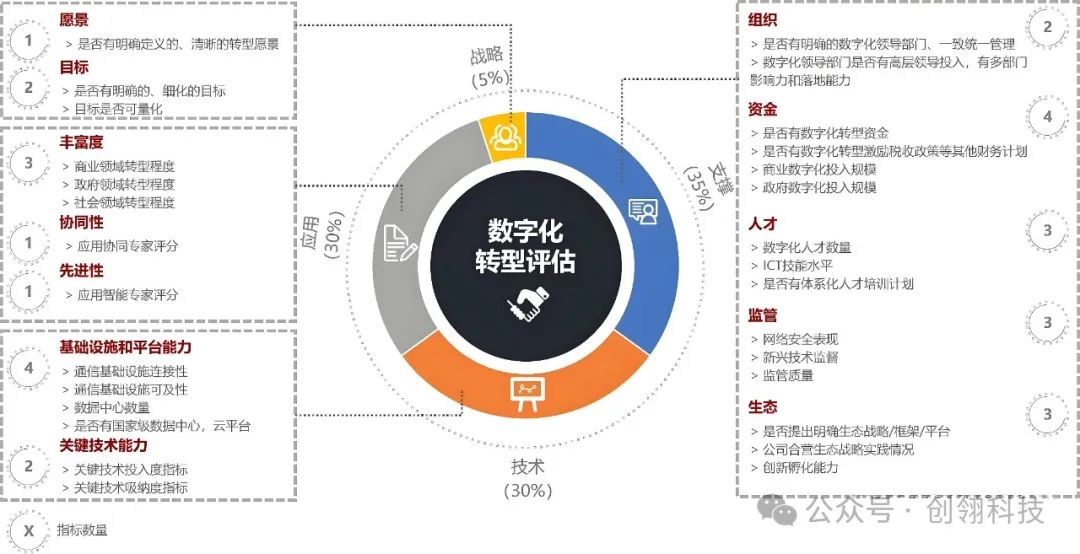 愿景
1
> 是否有明确定义的、清晰的转型愿景
目标
2
> 是否有明确的、细化的目标
> 目标是否可量化
丰富度
3
> 商业领域转型程度
> 政府领域转型程度
> 社会领域转型程度
协同性
1
> 应用协同专家评分
先进性
1
> 应用智能专家评分
基础设施和平台能力
4
> 通信基础设施连接性
> 通信基础设施可及性
> 数据中心数量
> 是否有国家级数据中心，云平台
关键技术能力
2
> 关键技术投入度指标
> 关键技术吸纳度指标
X
指标数量
战略
(5%)
支撑
(35%)
应用
(30%)
数字化
转型评估
技术
(30%)
组织
2
> 是否有明确的数字化领导部门、一致统一管理
> 数字化领导部门是否有高层领导投入，有多部门
影响力和落地能力
资金
4
> 是否有数字化转型资金
> 是否有数字化转型激励税收政策等其他财务计划
> 商业数字化投入规模
> 政府数字化投入规模
人才
3
> 数字化人才数量
> ICT技能水平
> 是否有体系化人才培训计划
监管
3
> 网络安全表现
> 新兴技术监督
> 监管质量
生态
3
> 是否提出明确生态战略/框架/平台
> 公司合营生态战略实践情况
> 创新孵化能力
公众号 · 创翎科技